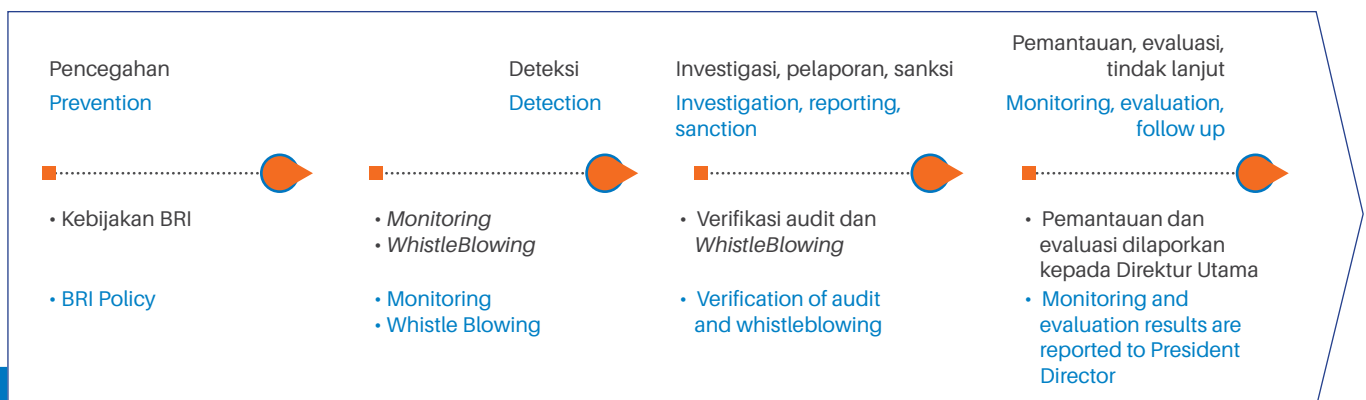 Pencegahan
Prevention
Deteksi
Detection
Investigasi, pelaporan, sanksi
Investigation, reporting,
sanction
Pemantauan, evaluasi,
tindak lanjut
Monitoring, evaluation,
follow up
• Kebijakan BRI
• BRI Policy
• Monitoring
• WhistleBlowing
• Monitoring
• Whistle Blowing
• Verifikasi audit dan
WhistleBlowing
• Verification of audit
and whistleblowing
• Pemantauan dan
evaluasi dilaporkan
kepada Direktur Utama
• Monitoring and
evaluation results are
reported to President
Director